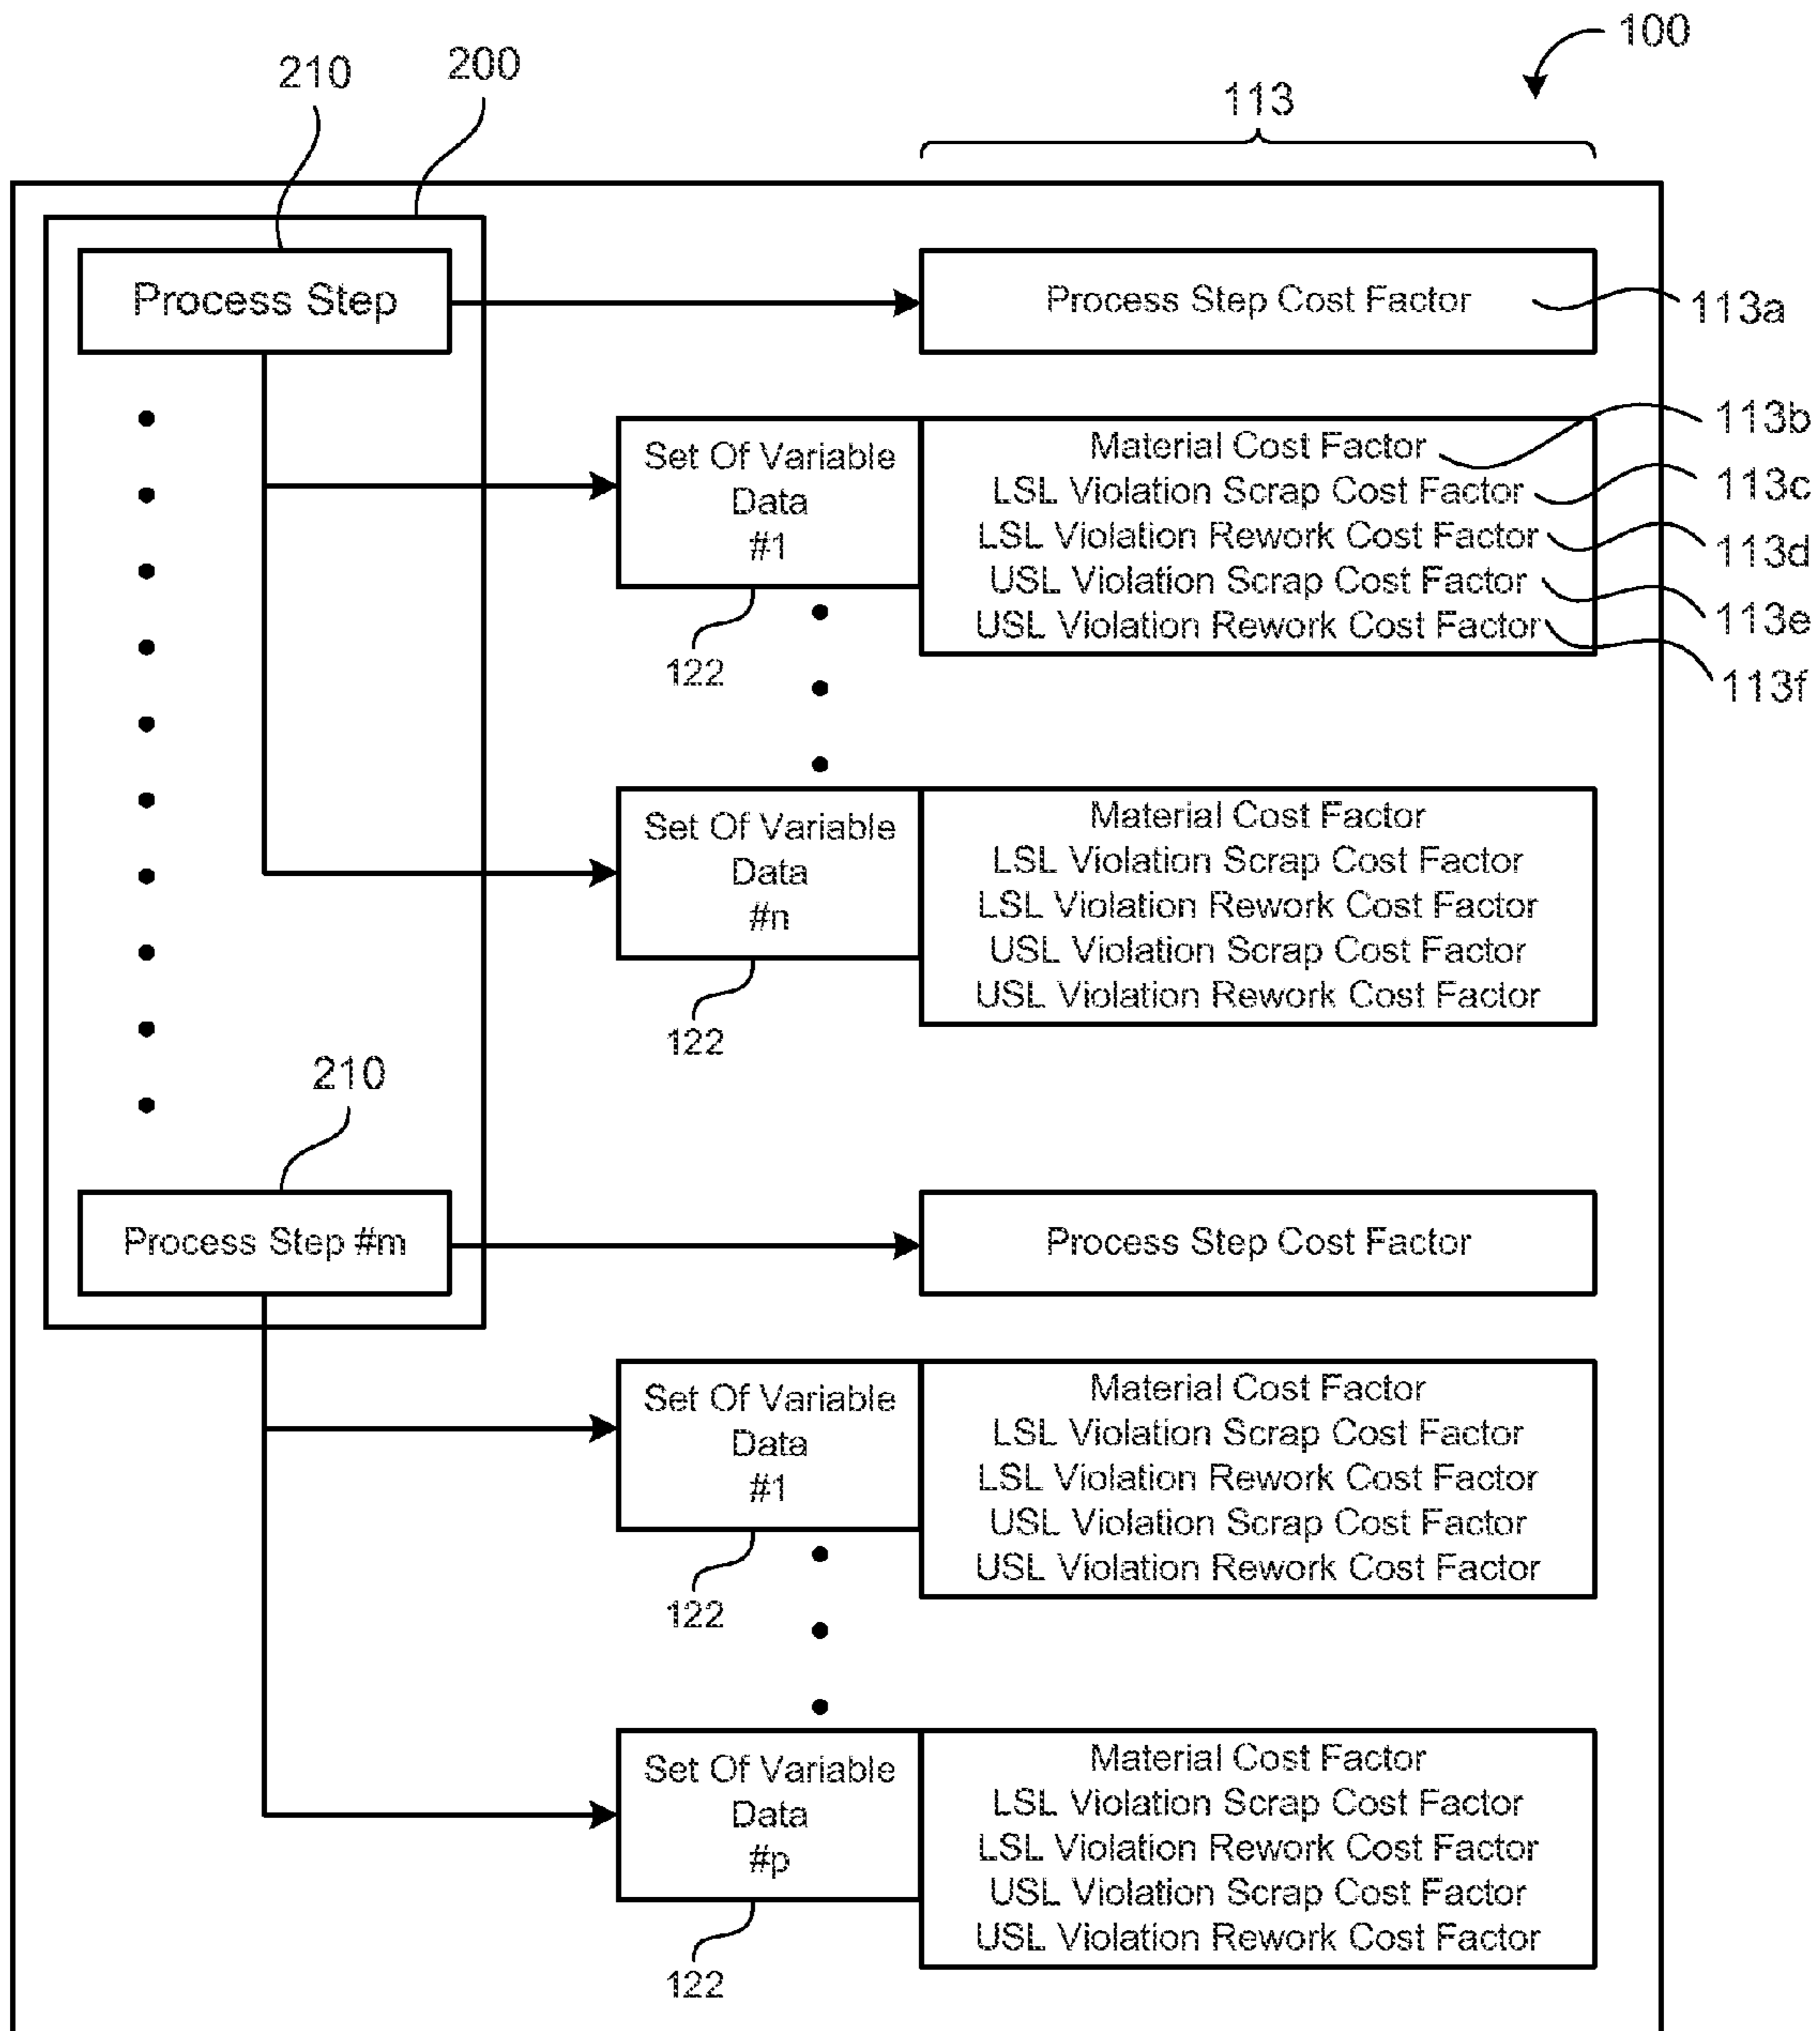 100
210
200
113
Process Step
Process Step Cost Factor
113a
Set Of Variable
Data
#1
122
Material Cost Factor
LSL Violation Scrap Cost Factor
LSL Violation Rework Cost Factor
USL Violation Scrap Cost Factor
USL Violation Rework Cost Factor
113b
113c
113d
113e
113f
Set Of Variable
Data
#n
122
Material Cost Factor
LSL Violation Scrap Cost Factor
LSL Violation Rework Cost Factor
USL Violation Scrap Cost Factor
USL Violation Rework Cost Factor
210
Process Step #m
Process Step Cost Factor
Set Of Variable
Data
#1
122
Material Cost Factor
LSL Violation Scrap Cost Factor
LSL Violation Rework Cost Factor
USL Violation Scrap Cost Factor
USL Violation Rework Cost Factor
Set Of Variable
Data
#p
122
Material Cost Factor
LSL Violation Scrap Cost Factor
LSL Violation Rework Cost Factor
USL Violation Scrap Cost Factor
USL Violation Rework Cost Factor